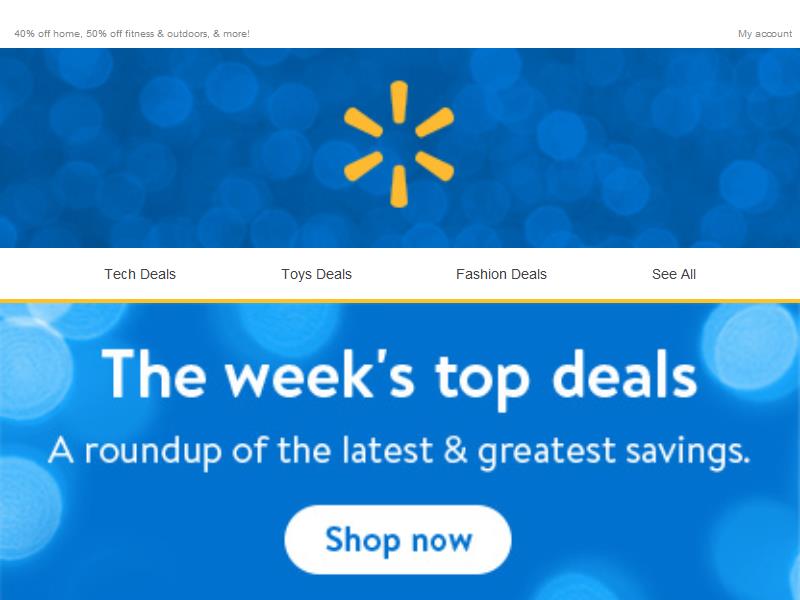 40% off home, 50% off fitness & outdoors, & more!
My account
Tech Deals
Toys Deals
Fashion Deals
See All
The week's top deals
A roundup of the latest & greatest savings.
Shop now